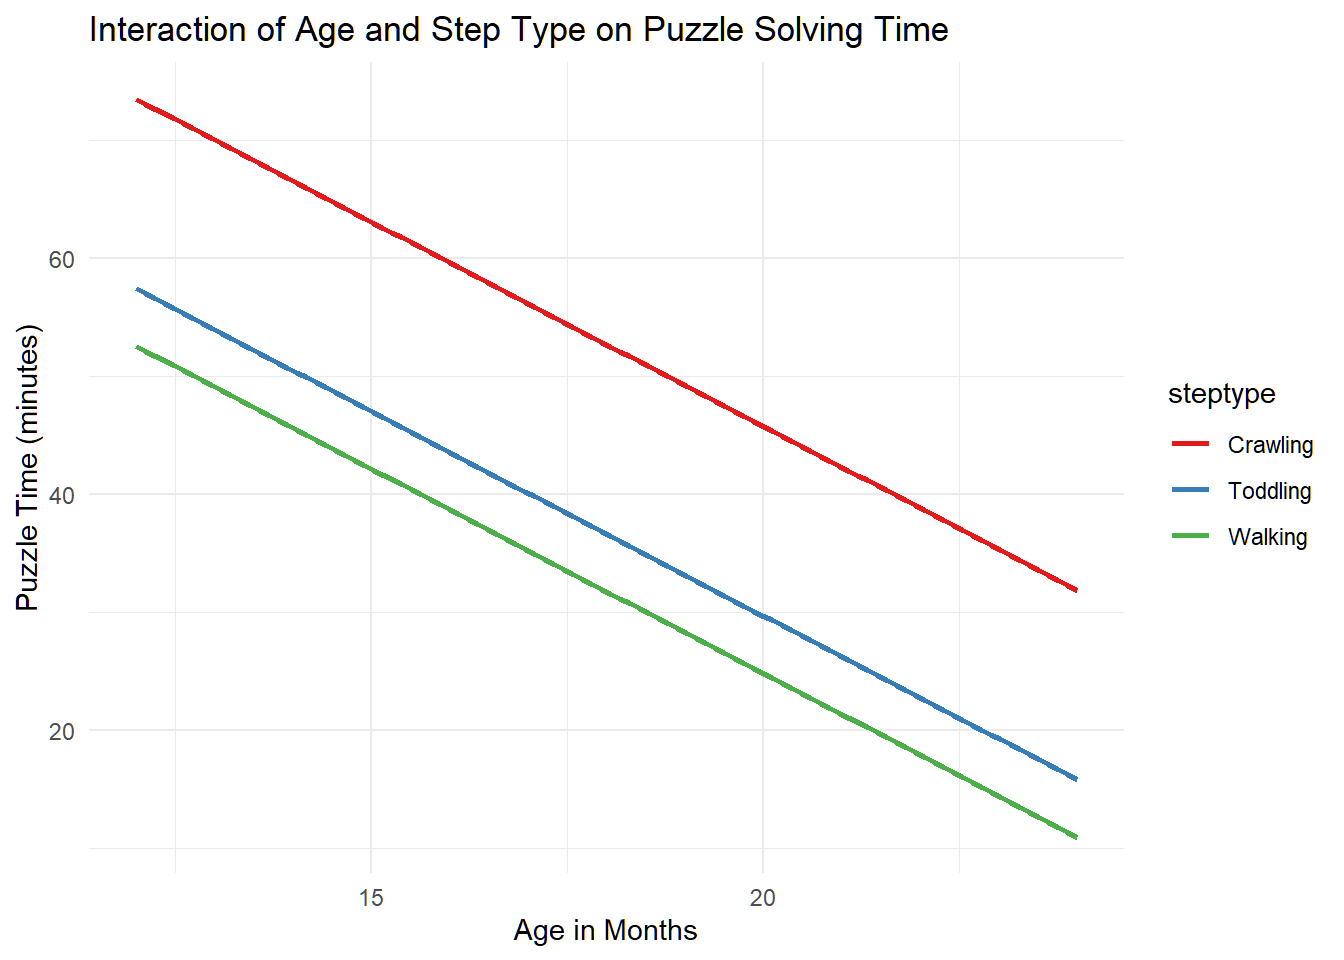 Interaction of Age and Step Type on Puzzle Solving Time
Puzzle Time (minutes)
60
40
20
15
20
Age in Months
steptype
Crawling
Toddling
Walking